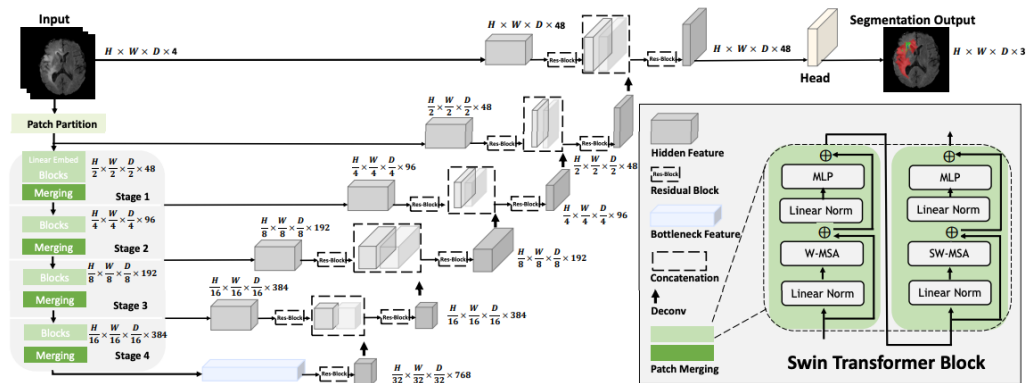 Input
Segmentation Output
H × W × D × 4
H × W × D × 48
Res-Block
Res-Block
H × W × D × 48
Head
H × W × D × 3
Patch Partition
H/2 × W/2 × D/2 × 48
Res-Block
Res-Block
H/2 × W/2 × D/2 × 48
Linear Embed
Blocks
H/2 × W/2 × D/2 × 48
Merging
Stage 1
H/4 × W/4 × D/4 × 96
Res-Block
Res-Block
H/4 × W/4 × D/4 × 96
Blocks
H/4 × W/4 × D/4 × 96
Merging
Stage 2
H/8 × W/8 × D/8 × 192
Res-Block
Res-Block
H/8 × W/8 × D/8 × 192
Blocks
H/8 × W/8 × D/8 × 192
Merging
Stage 3
H/16 × W/16 × D/16 × 384
Res-Block
Res-Block
H/16 × W/16 × D/16 × 384
Blocks
H/16 × W/16 × D/16 × 384
Merging
Stage 4
Res-Block
H/32 × W/32 × D/32 × 768
Hidden Feature
Res-Block
Residual Block
Bottleneck Feature
Concatenation
Deconv
Patch Merging
MLP
Linear Norm
W-MSA
Linear Norm
MLP
Linear Norm
SW-MSA
Linear Norm
Swin Transformer Block